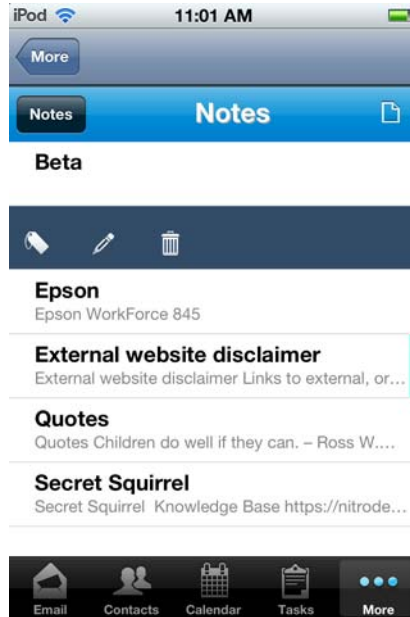 iPod 11:01 AM
More
Notes Notes
Beta
Epson
Epson WorkForce 845
External website disclaimer
External website disclaimer Links to external, or…
Quotes
Quotes Children do well if they can. – Ross W.…
Secret Squirrel
Secret Squirrel Knowledge Base https://nitrode…
Email Contacts Calendar Tasks More